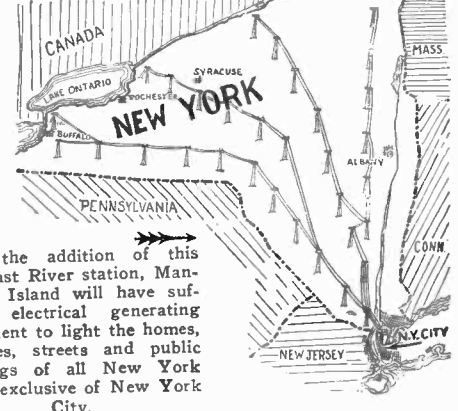 CANADA
MASS.
LAKE ONTARIO
SYRACUSE
ROCHESTER
NEW YORK
BUFFALO
ALBANY
PENNSYLVANIA
CONN.
N.Y. CITY
NEW JERSEY
the addition of this
ast River station, Man-
Island will have suf-
electrical generating
ent to light the homes,
es, streets and public
gs of all New York
exclusive of New York
City.